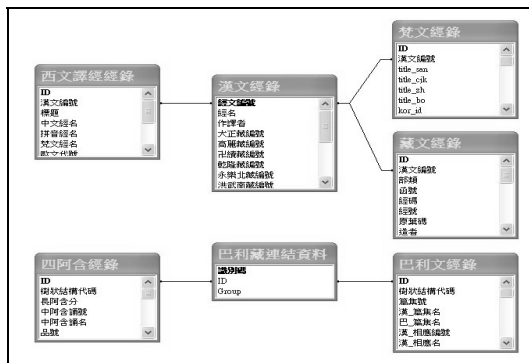 西文譯經經錄
ID
漢文編號
標題
中文經名
拼音經名
梵文經名
歐文代號
漢文經錄
經文編號
經名
作譯者
大正藏編號
高麗藏編號
卍續藏編號
乾隆藏編號
永樂北藏編號
洪武南藏編號
梵文經錄
ID
漢文編號
title_san
title_cjk
title_zh
title_bo
kor_id
藏文經錄
ID
漢文編號
部類
函號
經碼
經號
原葉碼
造者
四阿含經錄
ID
樹狀結構代碼
長阿含分
中阿含誦號
中阿含誦名
品號
巴利藏連結資料
識別碼
ID
Group
巴利文經錄
ID
樹狀結構代碼
篇集號
漢_篇集名
巴_篇集名
漢_相應編號
漢_相應名